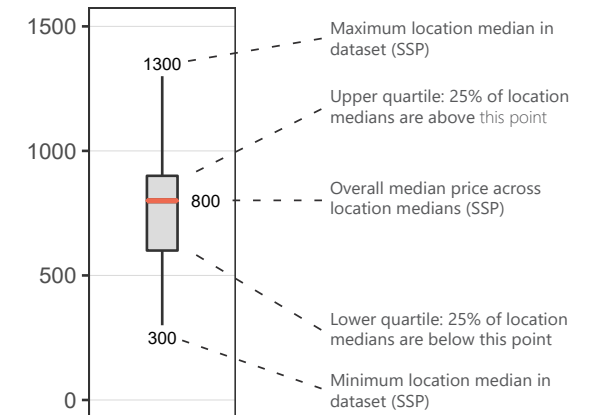 1500
1000
500
0
1300
800
300
Maximum location median in
dataset (SSP)
Upper quartile: 25% of location
medians are above this point
Overall median price across
location medians (SSP)
Lower quartile: 25% of location
medians are below this point
Minimum location median in
dataset (SSP)